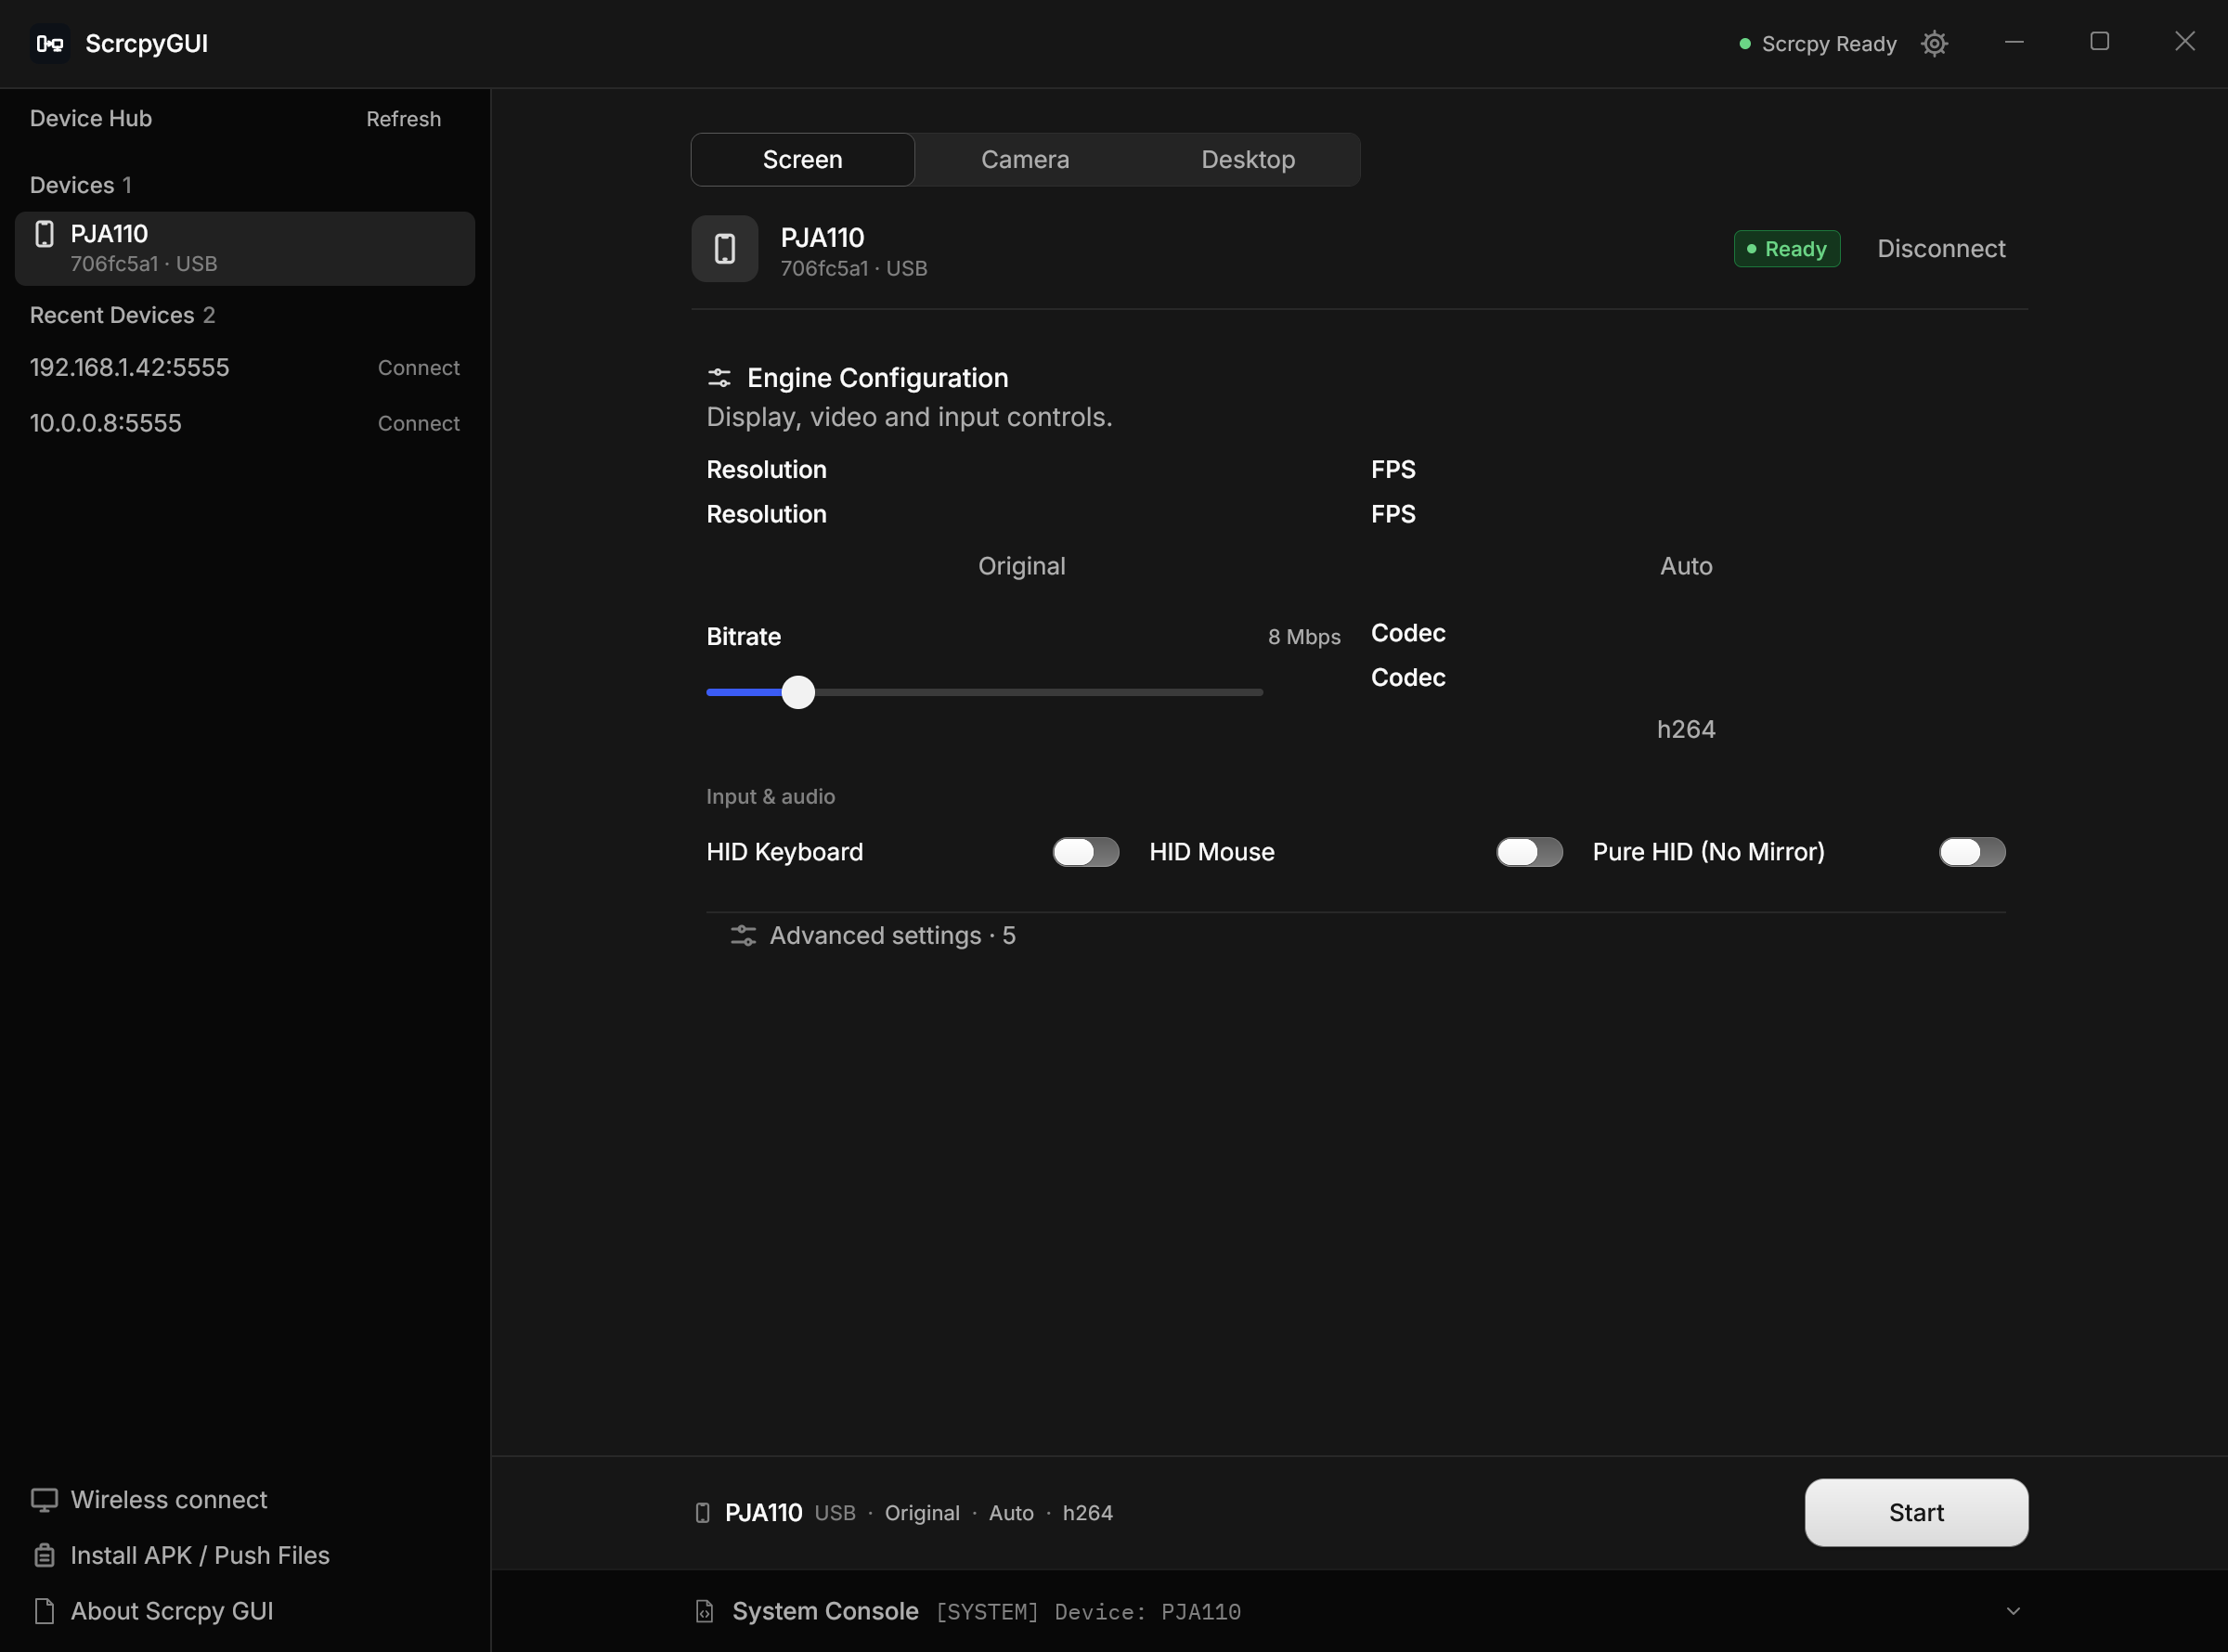 ScrcpyGUI
Scrcpy Ready
Device Hub
Refresh
Devices 1
PJA110
706fc5a1 · USB
Recent Devices 2
192.168.1.42:5555
Connect
10.0.0.8:5555
Connect
Wireless connect
Install APK / Push Files
About Scrcpy GUI
Screen
Camera
Desktop
PJA110
706fc5a1 · USB
Ready
Disconnect
Engine Configuration
Display, video and input controls.
Resolution
Resolution
Original
FPS
FPS
Auto
Bitrate
8 Mbps
Codec
Codec
h264
Input & audio
HID Keyboard
HID Mouse
Pure HID (No Mirror)
Advanced settings · 5
PJA110 USB · Original · Auto · h264
Start
System Console [SYSTEM] Device: PJA110